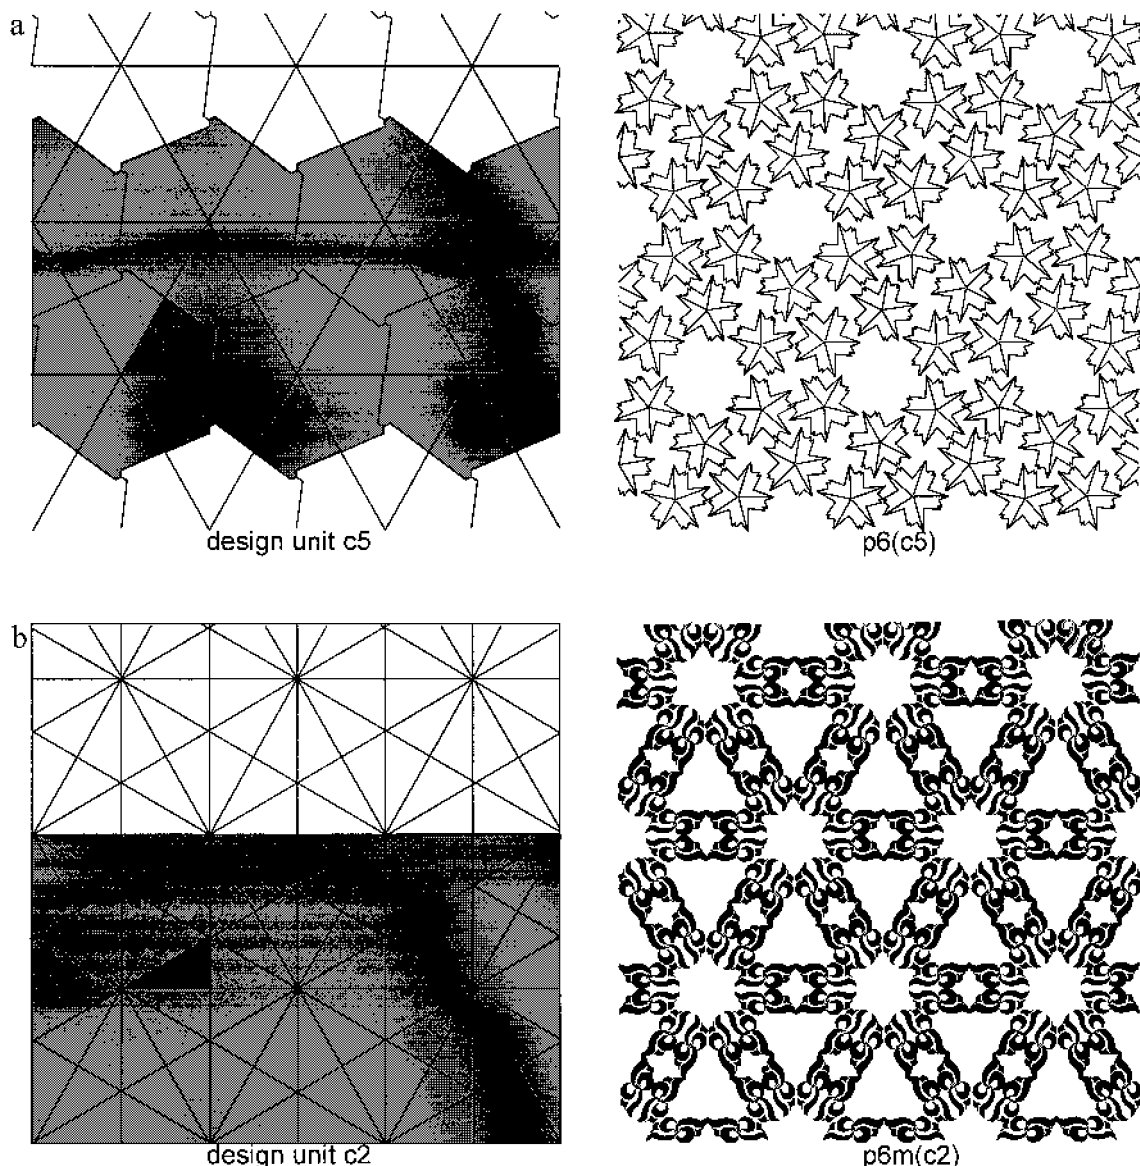 a
design unit c5
p6(c5)
b
design unit c2
p6m(c2)